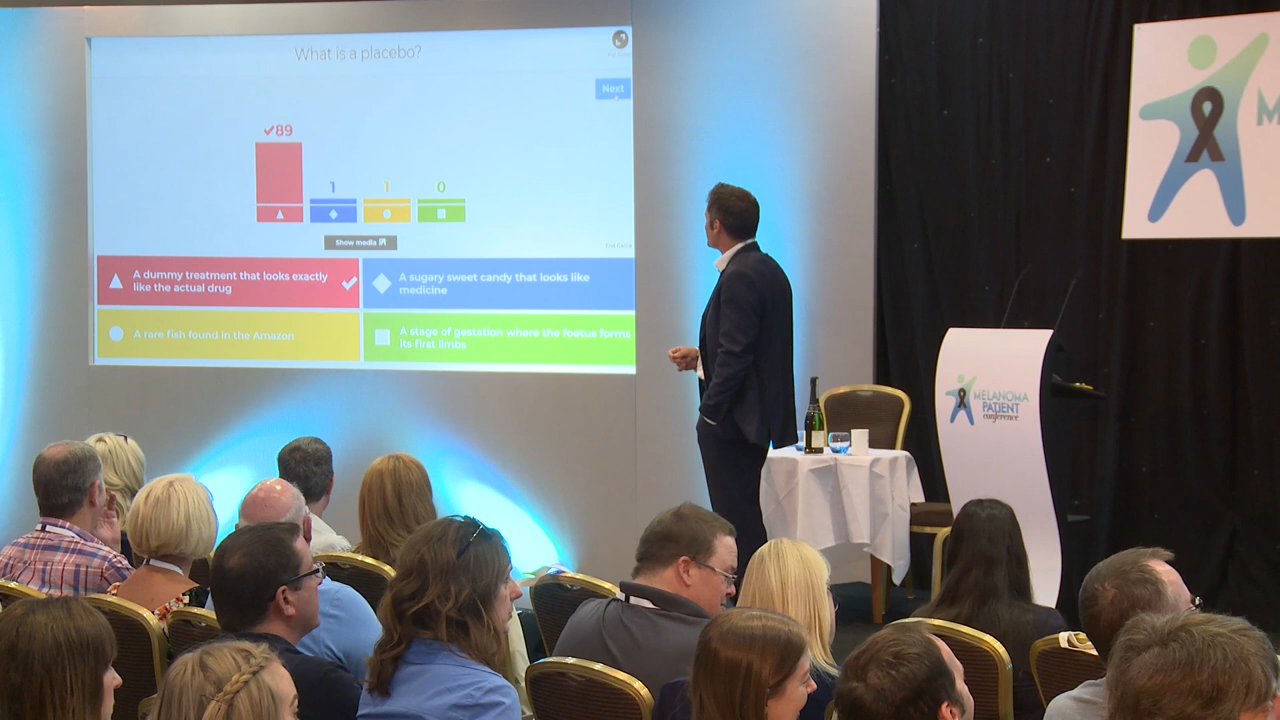 What is a placebo?
Next
89
1
1
0
Show media
A dummy treatment that looks exactly
like the actual drug
A sugary sweet candy that looks like
medicine
A rare fish found in the Amazon
A stage of gestation where the foetus forms
its first limbs
M
MELANOMA
PATIENT
conference